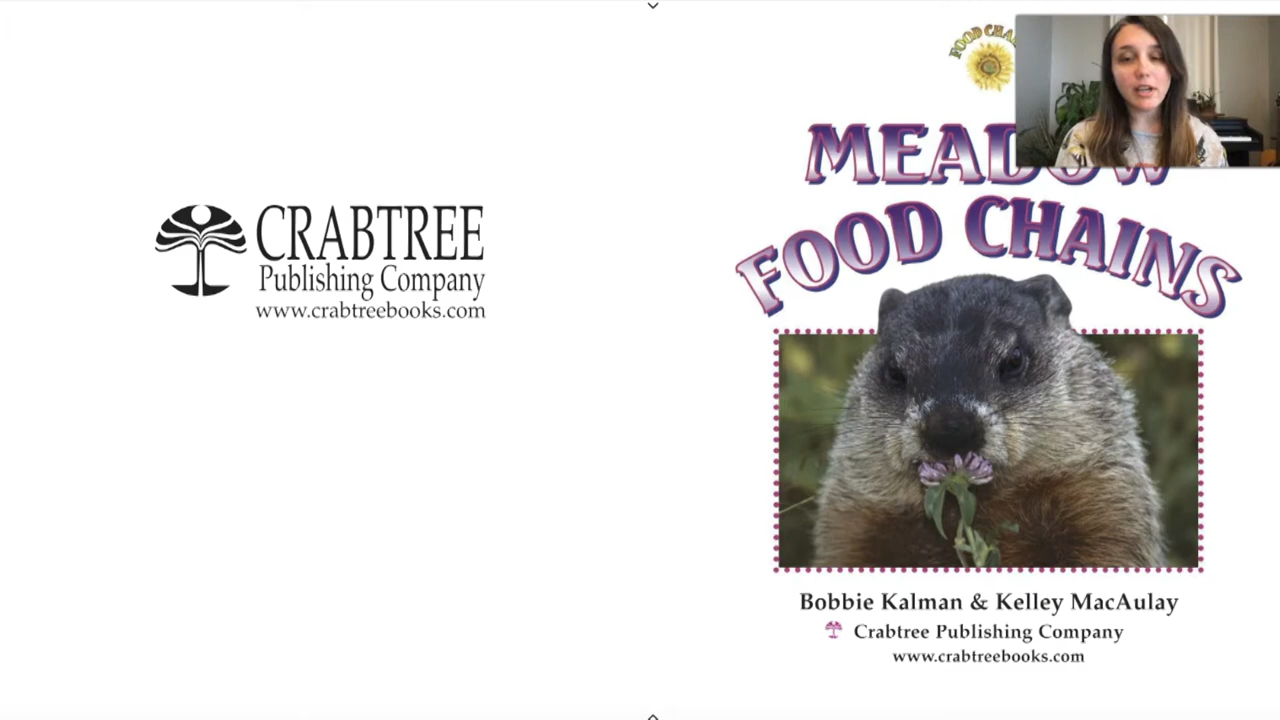 CRABTREE
Publishing Company
www.crabtreebooks.com
FOOD
MEADOW
FOOD CHAINS
Bobbie Kalman & Kelley MacAulay
Crabtree Publishing Company
www.crabtreebooks.com